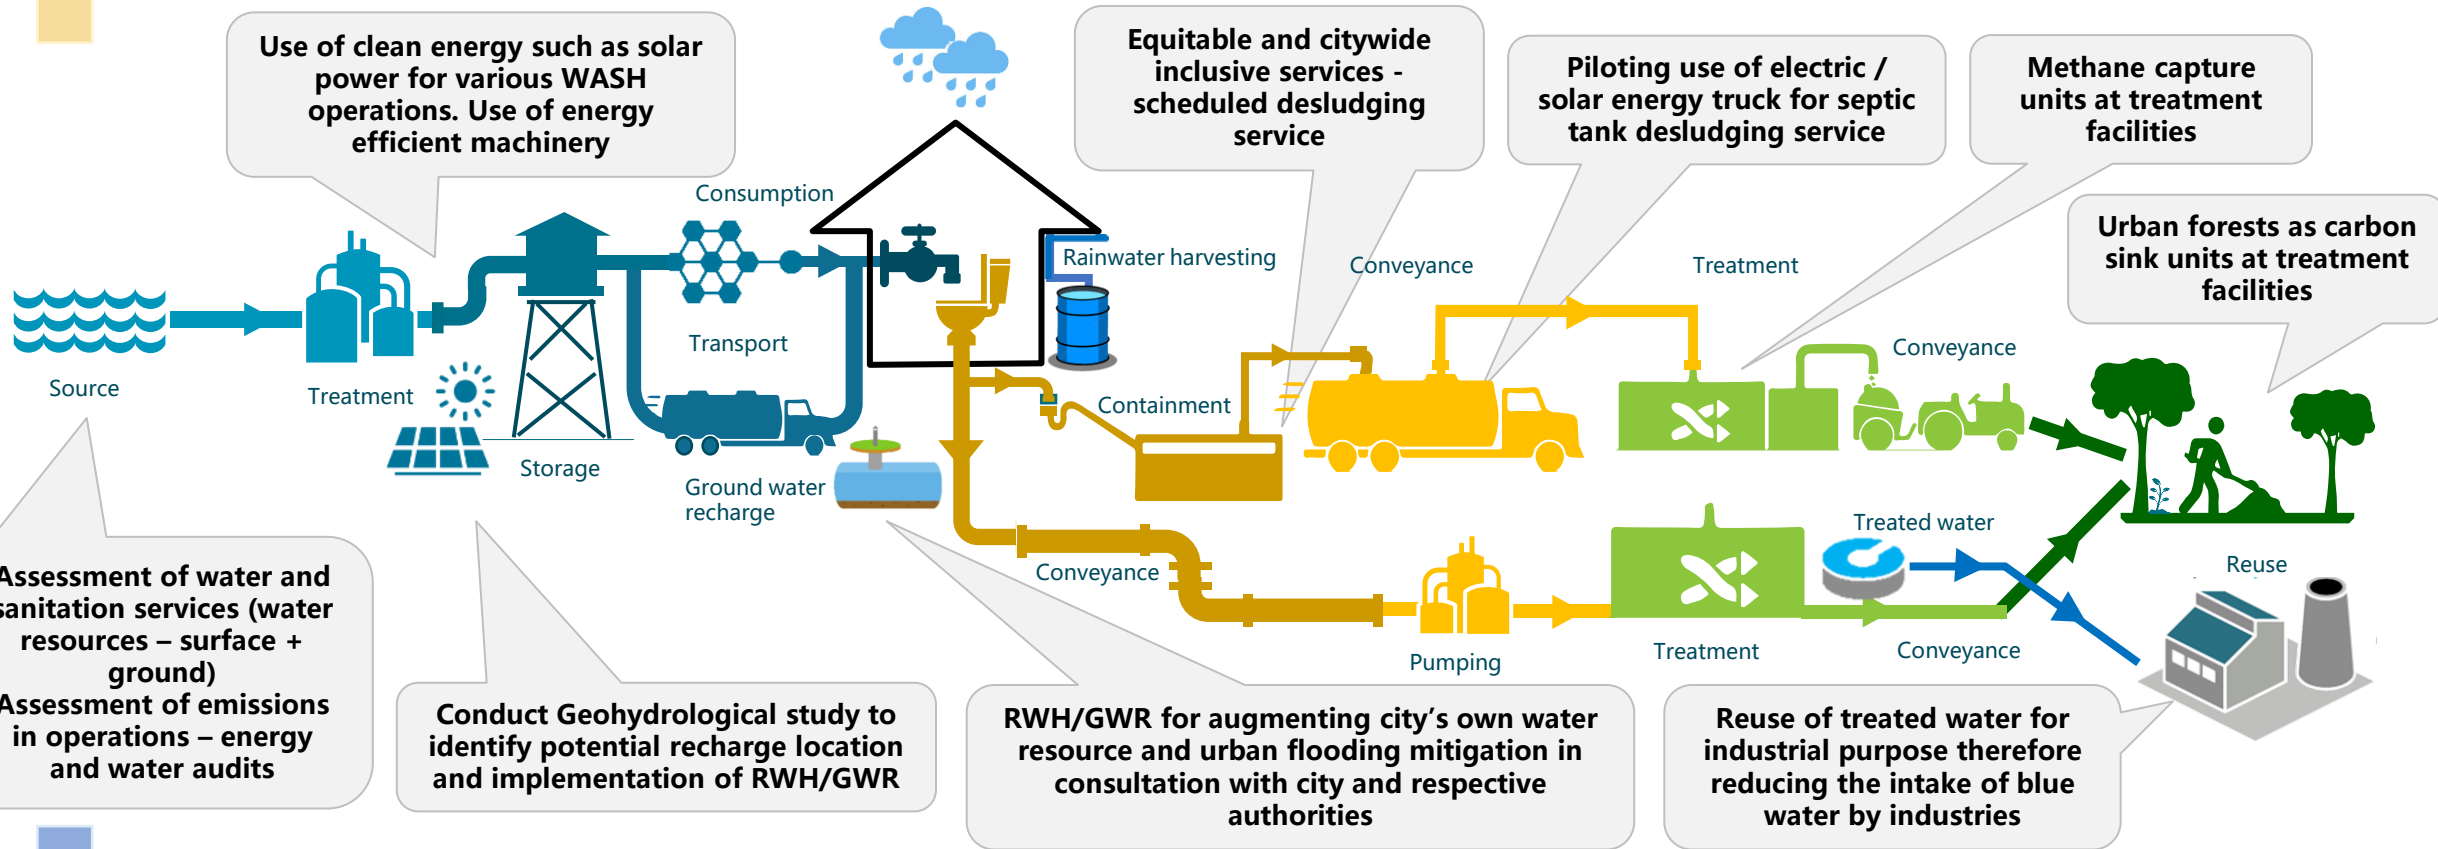 Use of clean energy such as solar
power for various WASH
operations. Use of energy
efficient machinery
Equitable and citywide
inclusive services -
scheduled desludging
service
Piloting use of electric /
solar energy truck for septic
tank desludging service
Methane capture
units at treatment
facilities
Urban forests as carbon
sink units at treatment
facilities
Consumption
Rainwater harvesting
Conveyance
Treatment
Transport
Conveyance
Source
Treatment
Containment
Storage
Ground water
recharge
Treated water
Conveyance
Reuse
Pumping
Treatment
Conveyance
Assessment of water and
sanitation services (water
resources – surface +
ground)
Assessment of emissions
in operations – energy
and water audits
Conduct Geohydrological study to
identify potential recharge location
and implementation of RWH/GWR
RWH/GWR for augmenting city’s own water
resource and urban flooding mitigation in
consultation with city and respective
authorities
Reuse of treated water for
industrial purpose therefore
reducing the intake of blue
water by industries